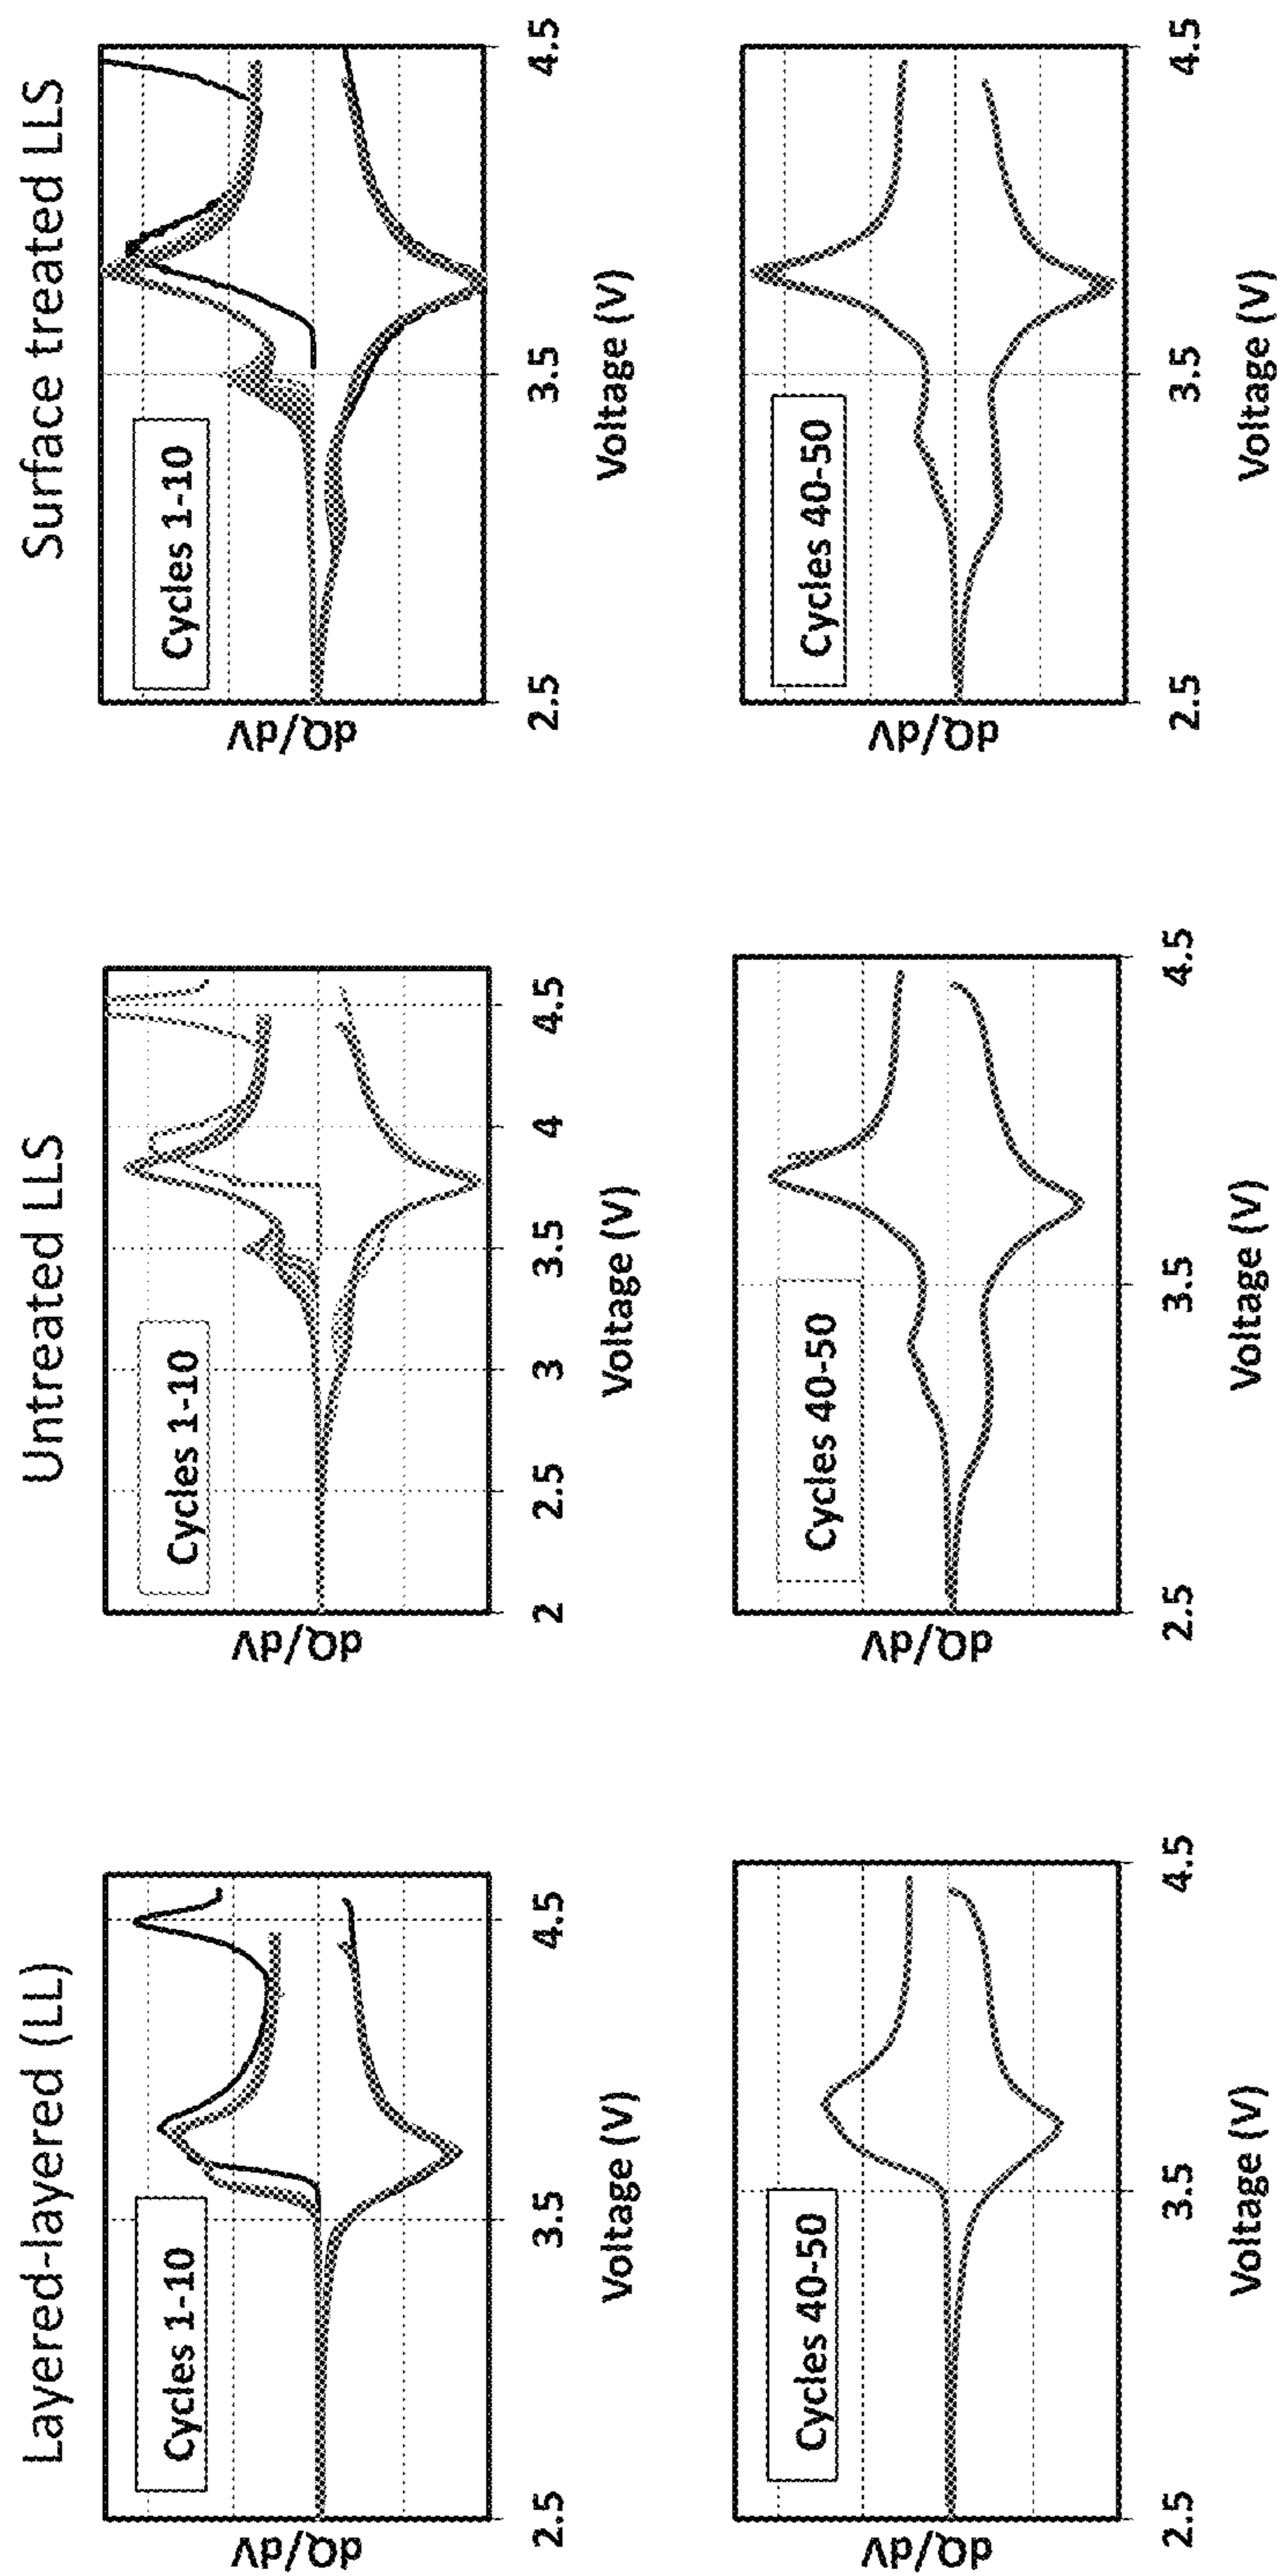 Layered-layered (LL)
Untreated LLS
Surface treated LLS
dQ/dV
Cycles 1-10
2.5
3.5
4.5
Voltage (V)
dQ/dV
Cycles 1-10
2
2.5
3
3.5
4
4.5
Voltage (V)
dQ/dV
Cycles 1-10
2.5
3.5
4.5
Voltage (V)
dQ/dV
Cycles 40-50
2.5
3.5
4.5
Voltage (V)
dQ/dV
Cycles 40-50
2.5
3.5
4.5
Voltage (V)
dQ/dV
Cycles 40-50
2.5
3.5
4.5
Voltage (V)